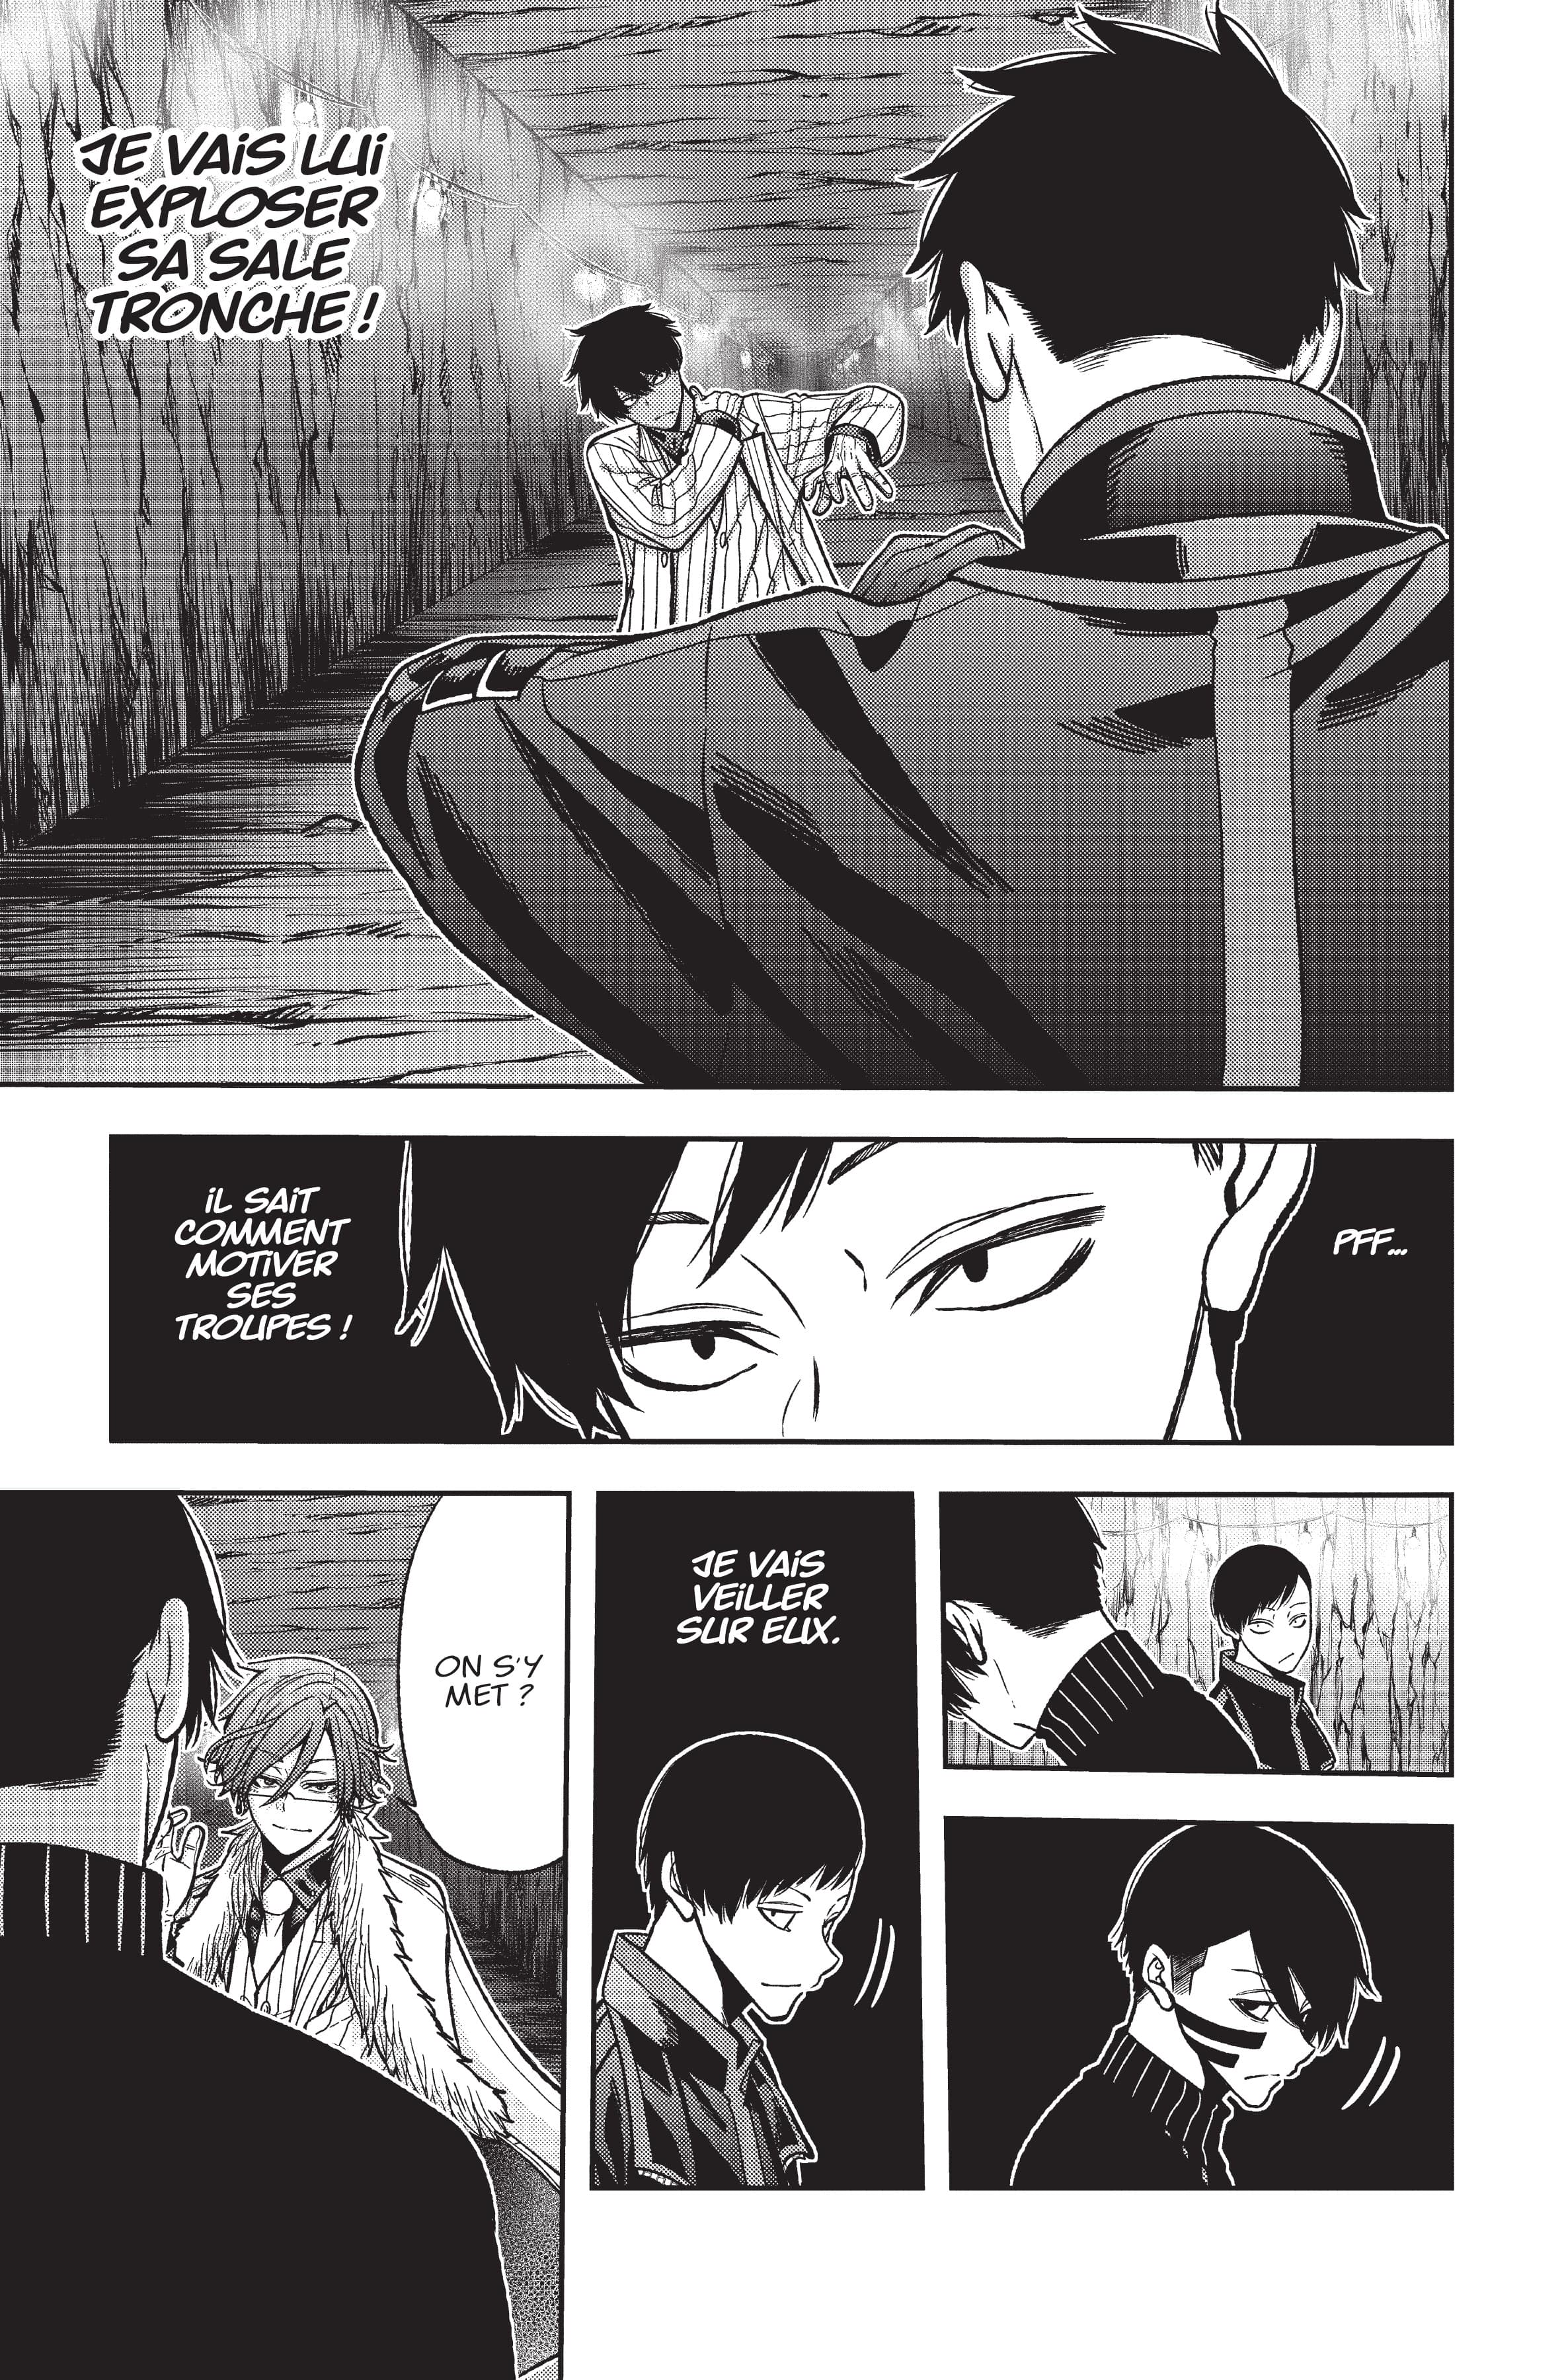 JE VAIS LUI
EXPLOSER
SA SALE
TRONCHE !
PFF...
IL SAIT
COMMENT
MOTIVER
SES
TROUPES !
JE VAIS
VEILLER
SUR EUX.
ON S'Y
MET ?